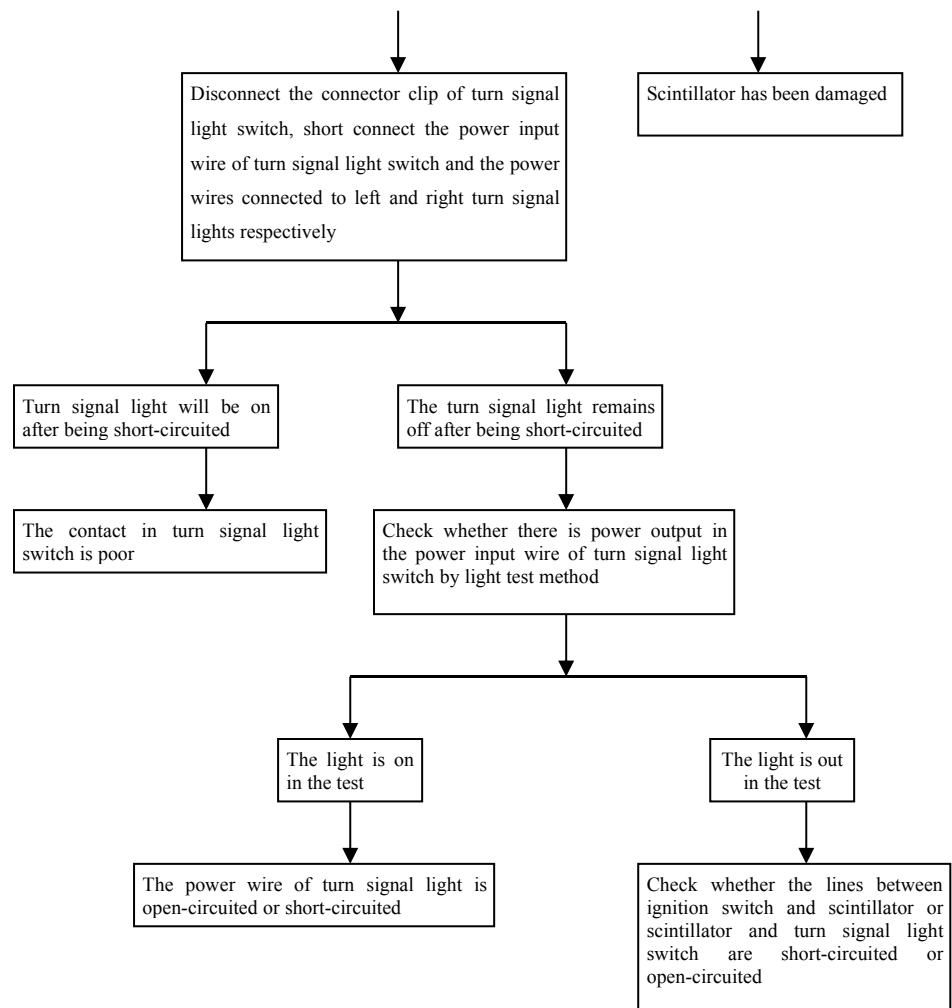 Disconnect the connector clip of turn signal
light switch, short connect the power input
wire of turn signal light switch and the power
wires connected to left and right turn signal
lights respectively
Scintillator has been damaged
Turn signal light will be on
after being short-circuited
The turn signal light remains
off after being short-circuited
The contact in turn signal light
switch is poor
Check whether there is power output in
the power input wire of turn signal light
switch by light test method
The light is on
in the test
The light is out
in the test
The power wire of turn signal light is
open-circuited or short-circuited
Check whether the lines between
ignition switch and scintillator or
scintillator and turn signal light
switch are short-circuited or
open-circuited